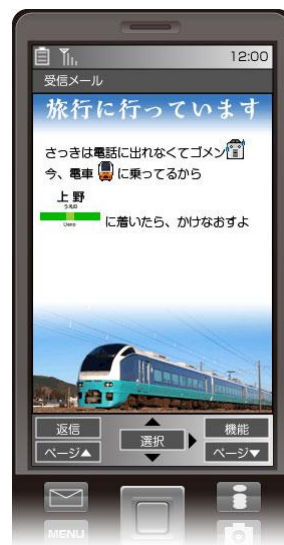 12:00
受信メール
旅行に行っています
さっきは電話に出れなくてゴメン
今、電車に乗ってるから
上野
に着いたら、かけなおすよ
返信
選択
機能
ページ▲
ページ▼
MENU